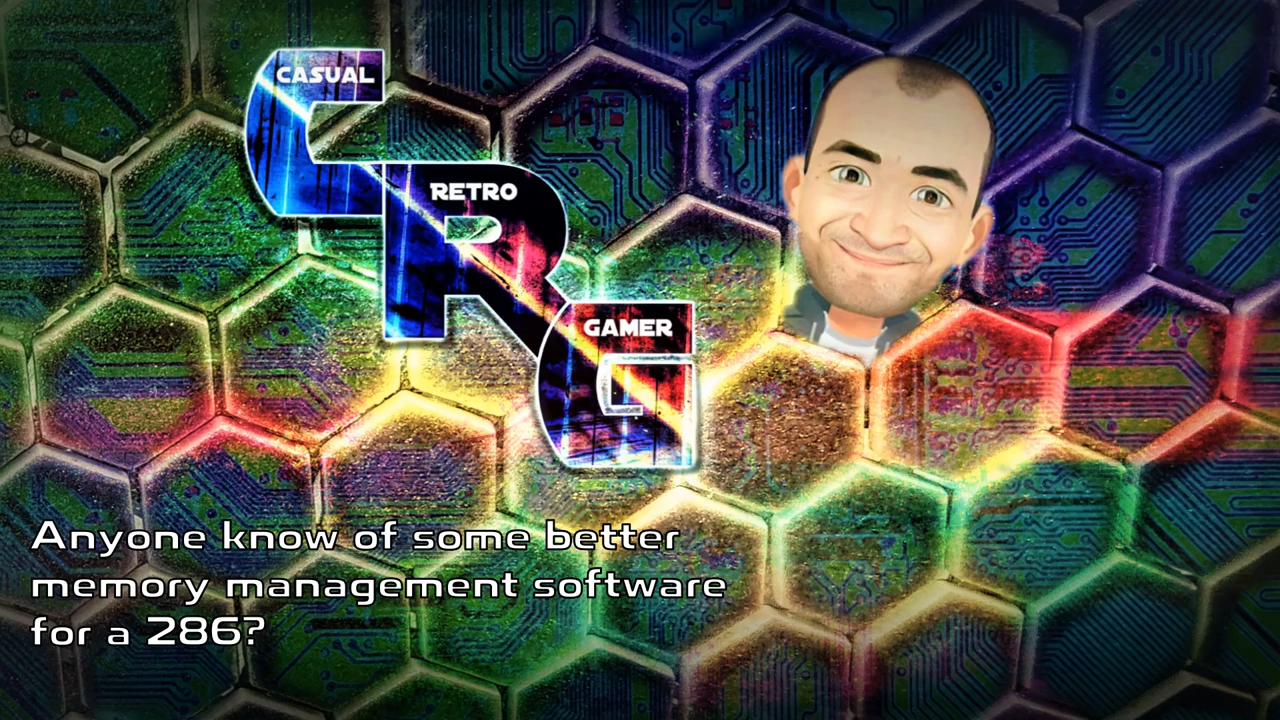 CASUAL
RETRO
GAMER
Anyone know of some better
memory management software
for a 286?